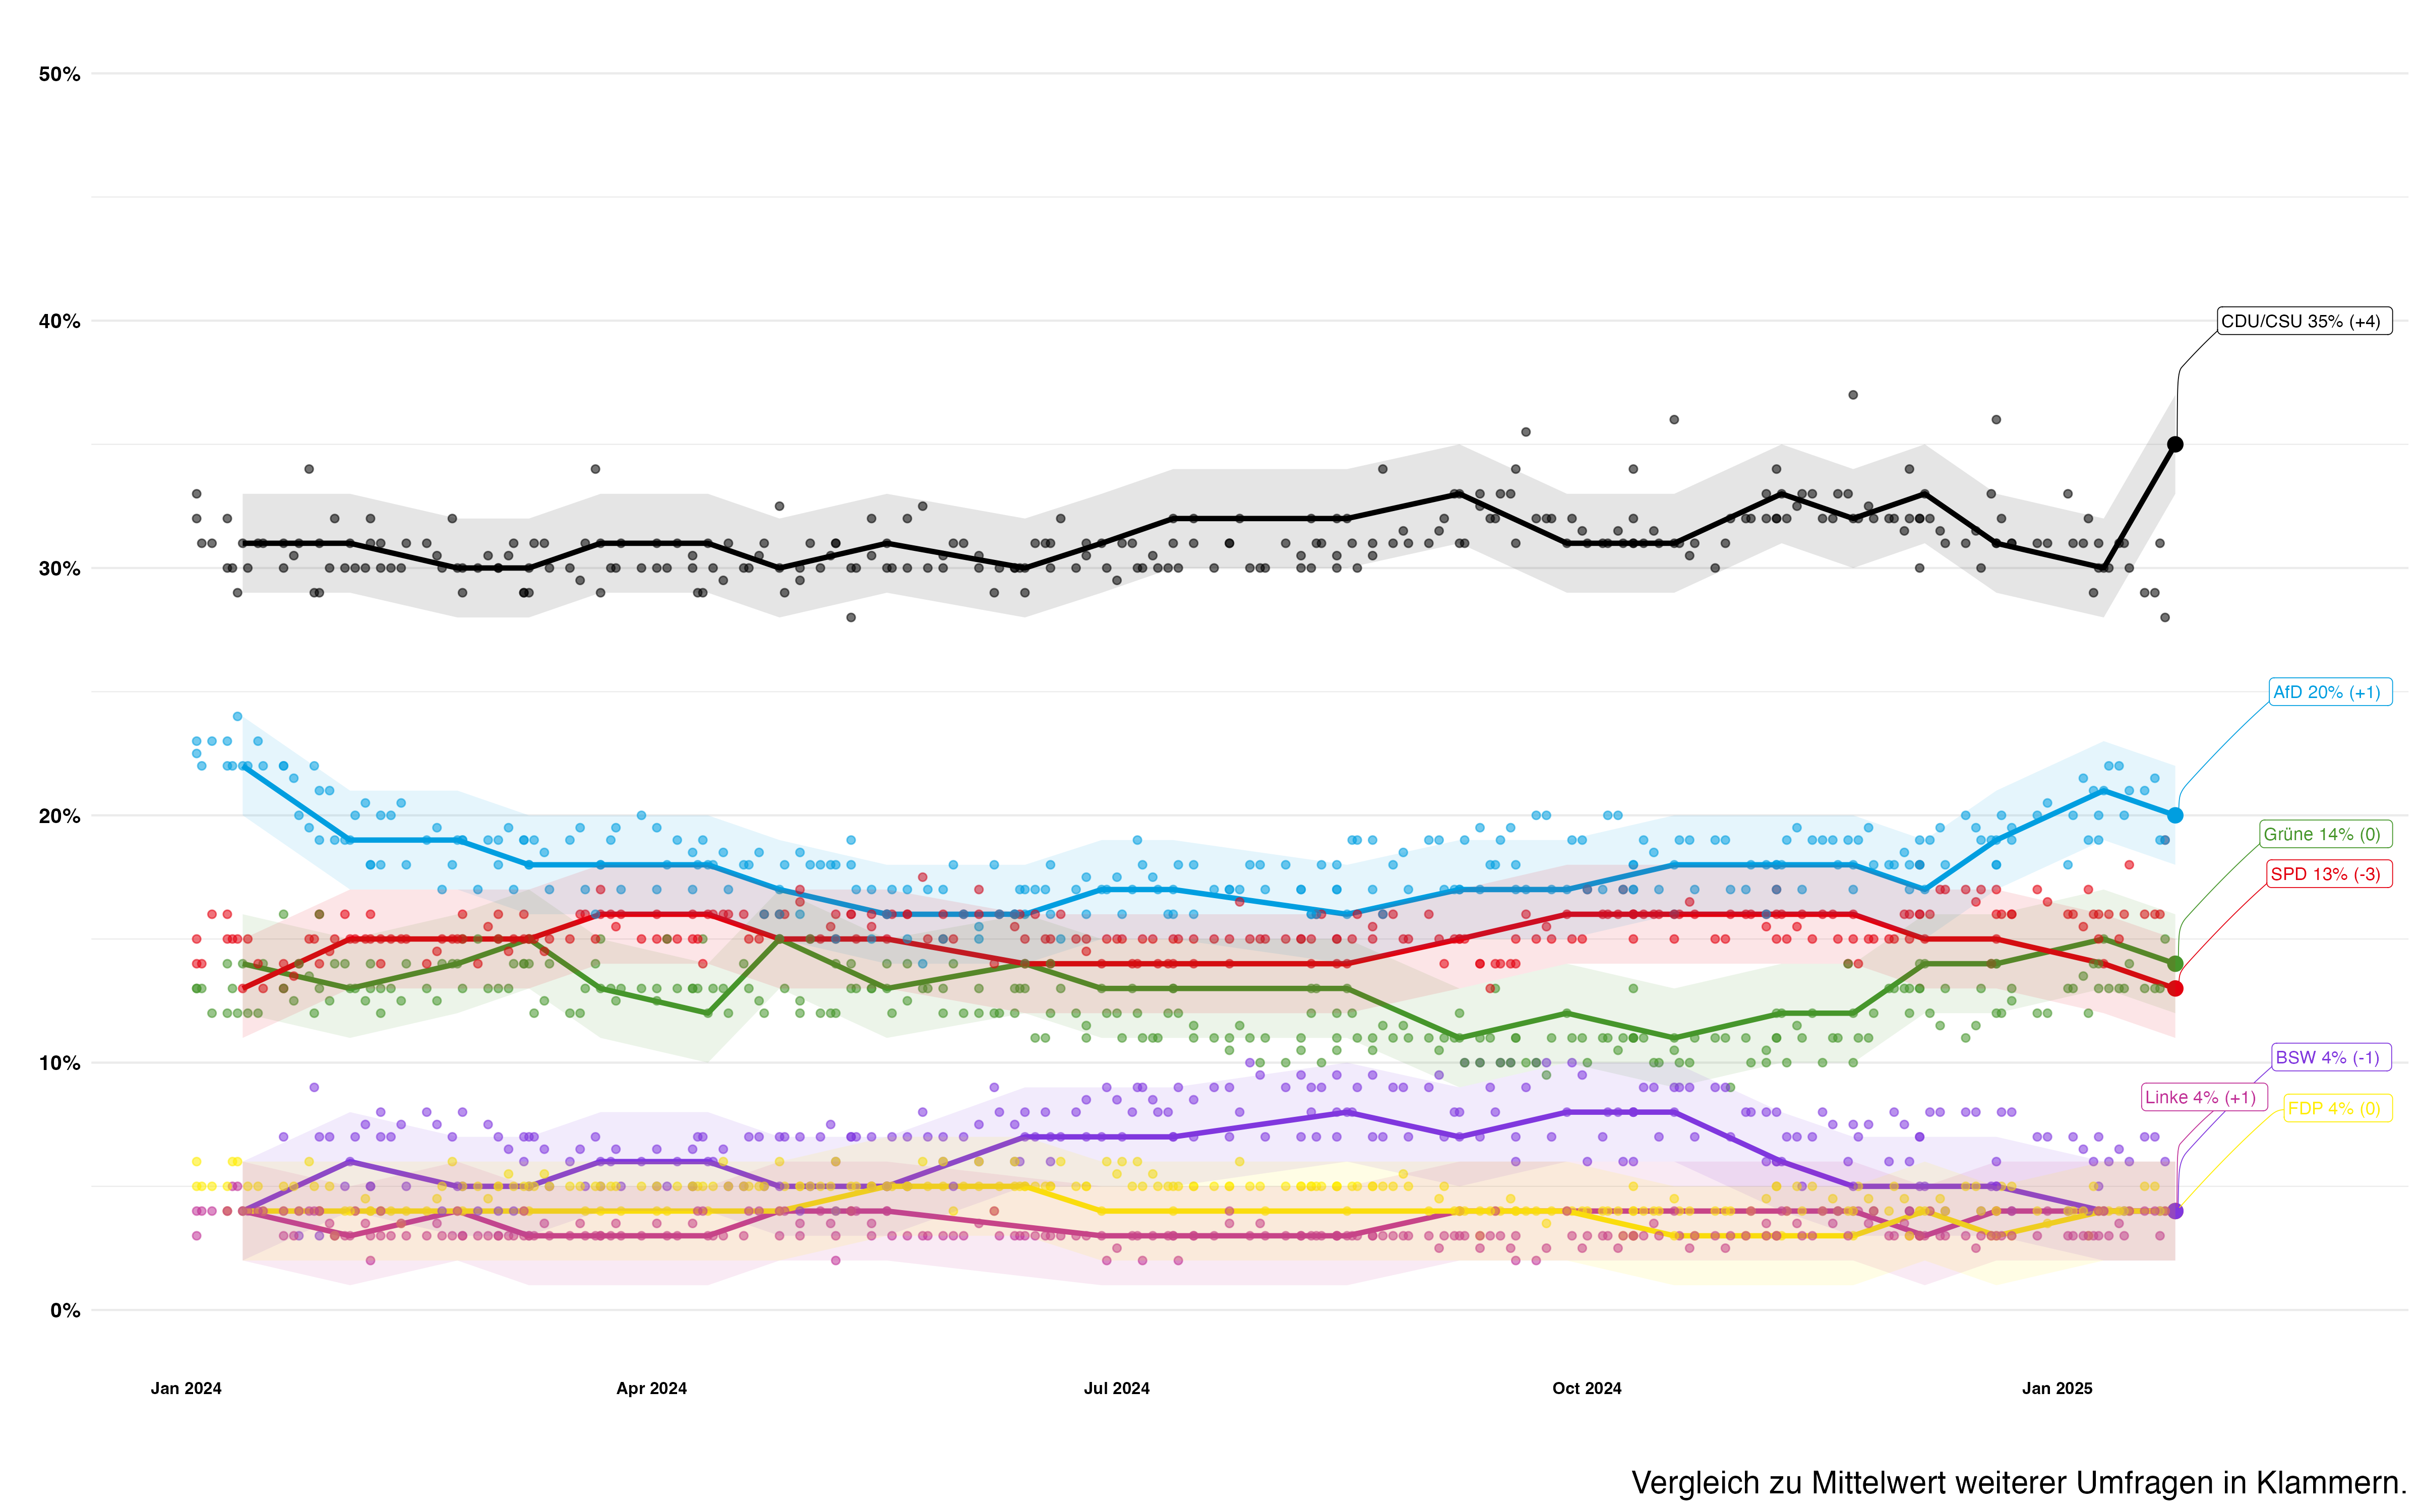 50%
40%
30%
20%
10%
0%
CDU/CSU 35% (+4)
AfD 20% (+1)
Grüne 14% (0)
SPD 13% (-3)
BSW 4% (-1)
Linke 4% (+1)
FDP 4% (0)
Jan 2024
Apr 2024
Jul 2024
Oct 2024
Jan 2025
Vergleich zu Mittelwert weiterer Umfragen in Klammern.